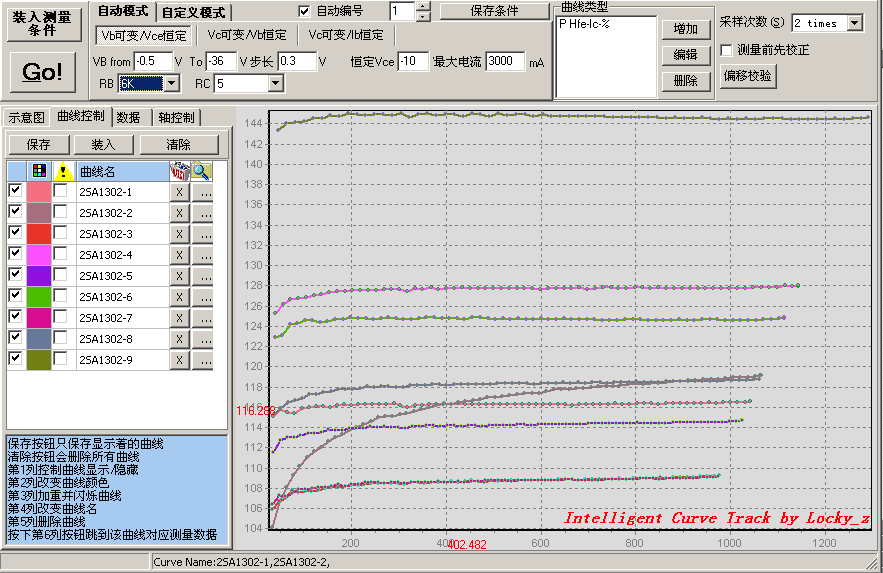 装入测量
条件
Go!
自动模式
自定义模式
自动编号
1
保存条件
Vb可变/Vce恒定
Vc可变/Ib恒定
Vc可变/Ib恒定
VB from -0.5 V To -36 V 步长 0.3 V 恒定Vce -10 最大电流 3000 mA
RB 6K RC 5
曲线类型
P Hfe-Ic-%
增加
编辑
删除
采样次数(S) 2 times
测量前先校正
偏移校验
示意图
曲线控制
数据
轴控制
保存
装入
清除
曲线名
2SA1302-1 X ...
2SA1302-2 X ...
2SA1302-3 X ...
2SA1302-4 X ...
2SA1302-5 X ...
2SA1302-6 X ...
2SA1302-7 X ...
2SA1302-8 X ...
2SA1302-9 X ...
保存按钮只保存显示着的曲线
清除按钮会删除所有曲线
第1列控制曲线显示/隐藏
第2列改变曲线颜色
第3列加重并闪烁曲线
第4列改变曲线名
第5列删除曲线
按下第6列按钮跳到该曲线对应测量数据
144
142
140
138
136
134
132
130
128
126
124
122
120
118
116.288
114
112
110
108
106
104
200
402.482
400
600
800
1000
1200
Intelligent Curve Track by Locky_z
Curve Name:2SA1302-1,2SA1302-2,